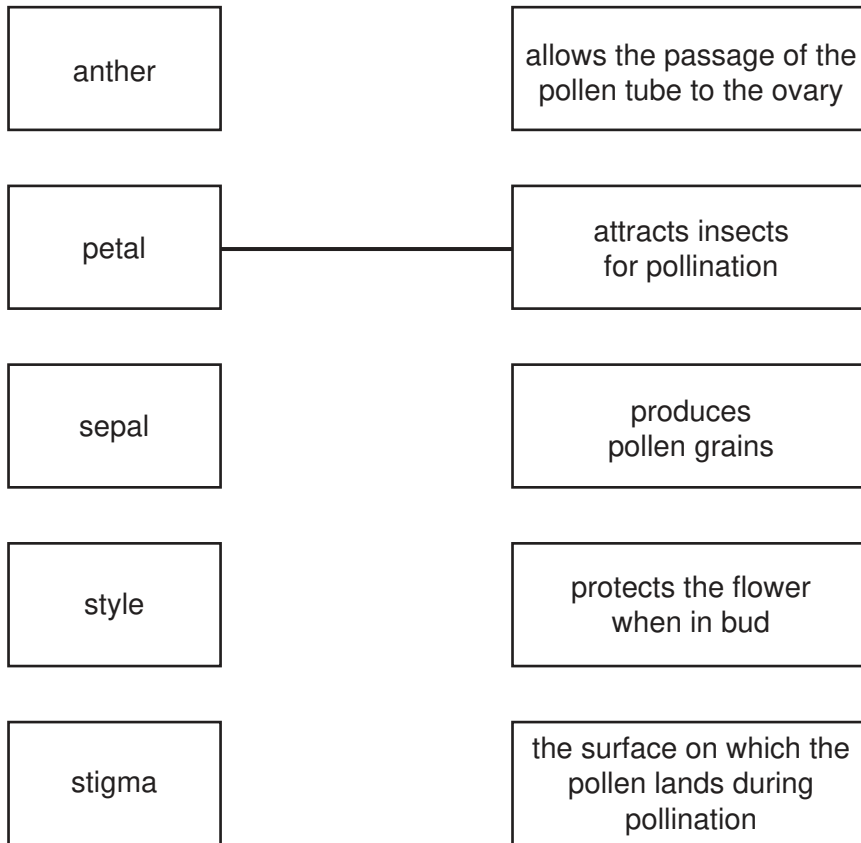 anther
allows the passage of the
pollen tube to the ovary
petal
attracts insects
for pollination
sepal
produces
pollen grains
style
protects the flower
when in bud
stigma
the surface on which the
pollen lands during
pollination